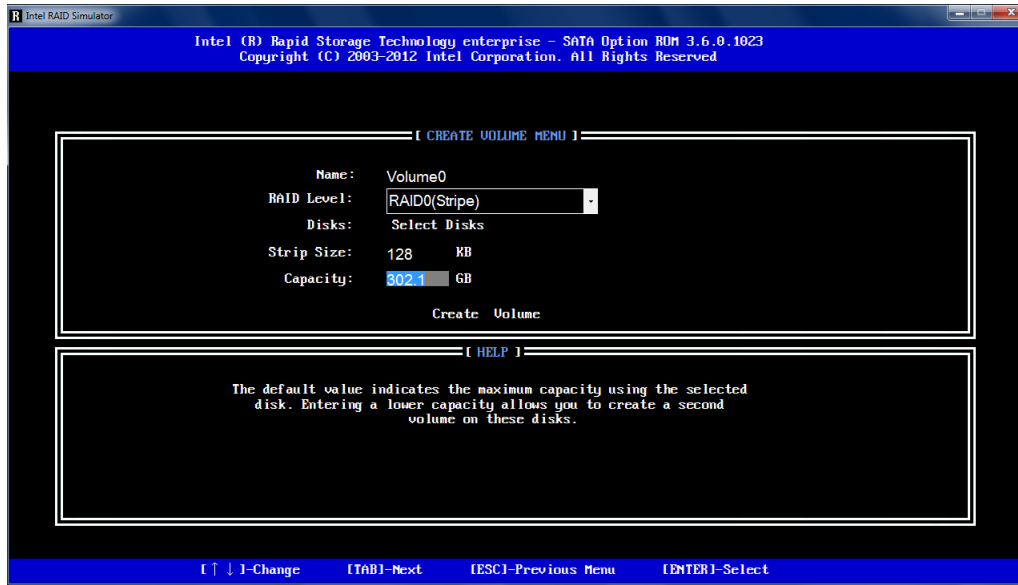 Intel RAID Simulator
Intel (R) Rapid Storage Technology enterprise - SATA Option ROM 3.6.0.1023
Copyright (C) 2003-2012 Intel Corporation. All Rights Reserved
[ CREATE VOLUME MENU ]
Name: Volume0
RAID Level: RAID0(Stripe)
Disks: Select Disks
Strip Size: 128 KB
Capacity: 302.1 GB
Create Volume
[ HELP ]
The default value indicates the maximum capacity using the selected
disk. Entering a lower capacity allows you to create a second
volume on these disks.
[↑↓]-Change [TAB]-Next [ESC]-Previous Menu [ENTER]-Select